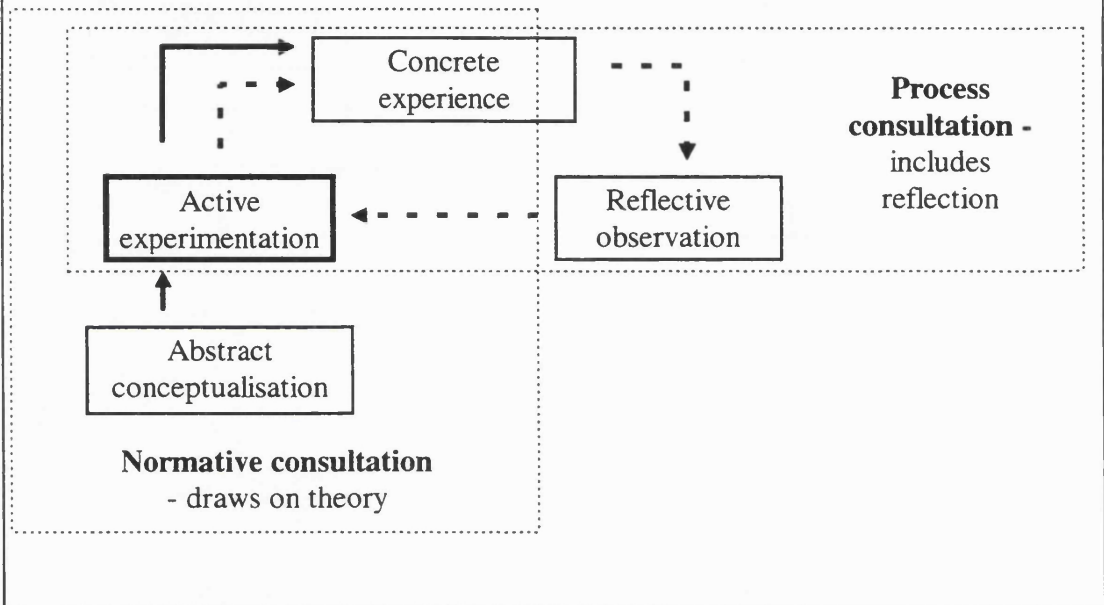 Concrete
experience
Process
consultation -
includes
reflection
Active
experimentation
Reflective
observation
Abstract
conceptualisation
Normative consultation
- draws on theory